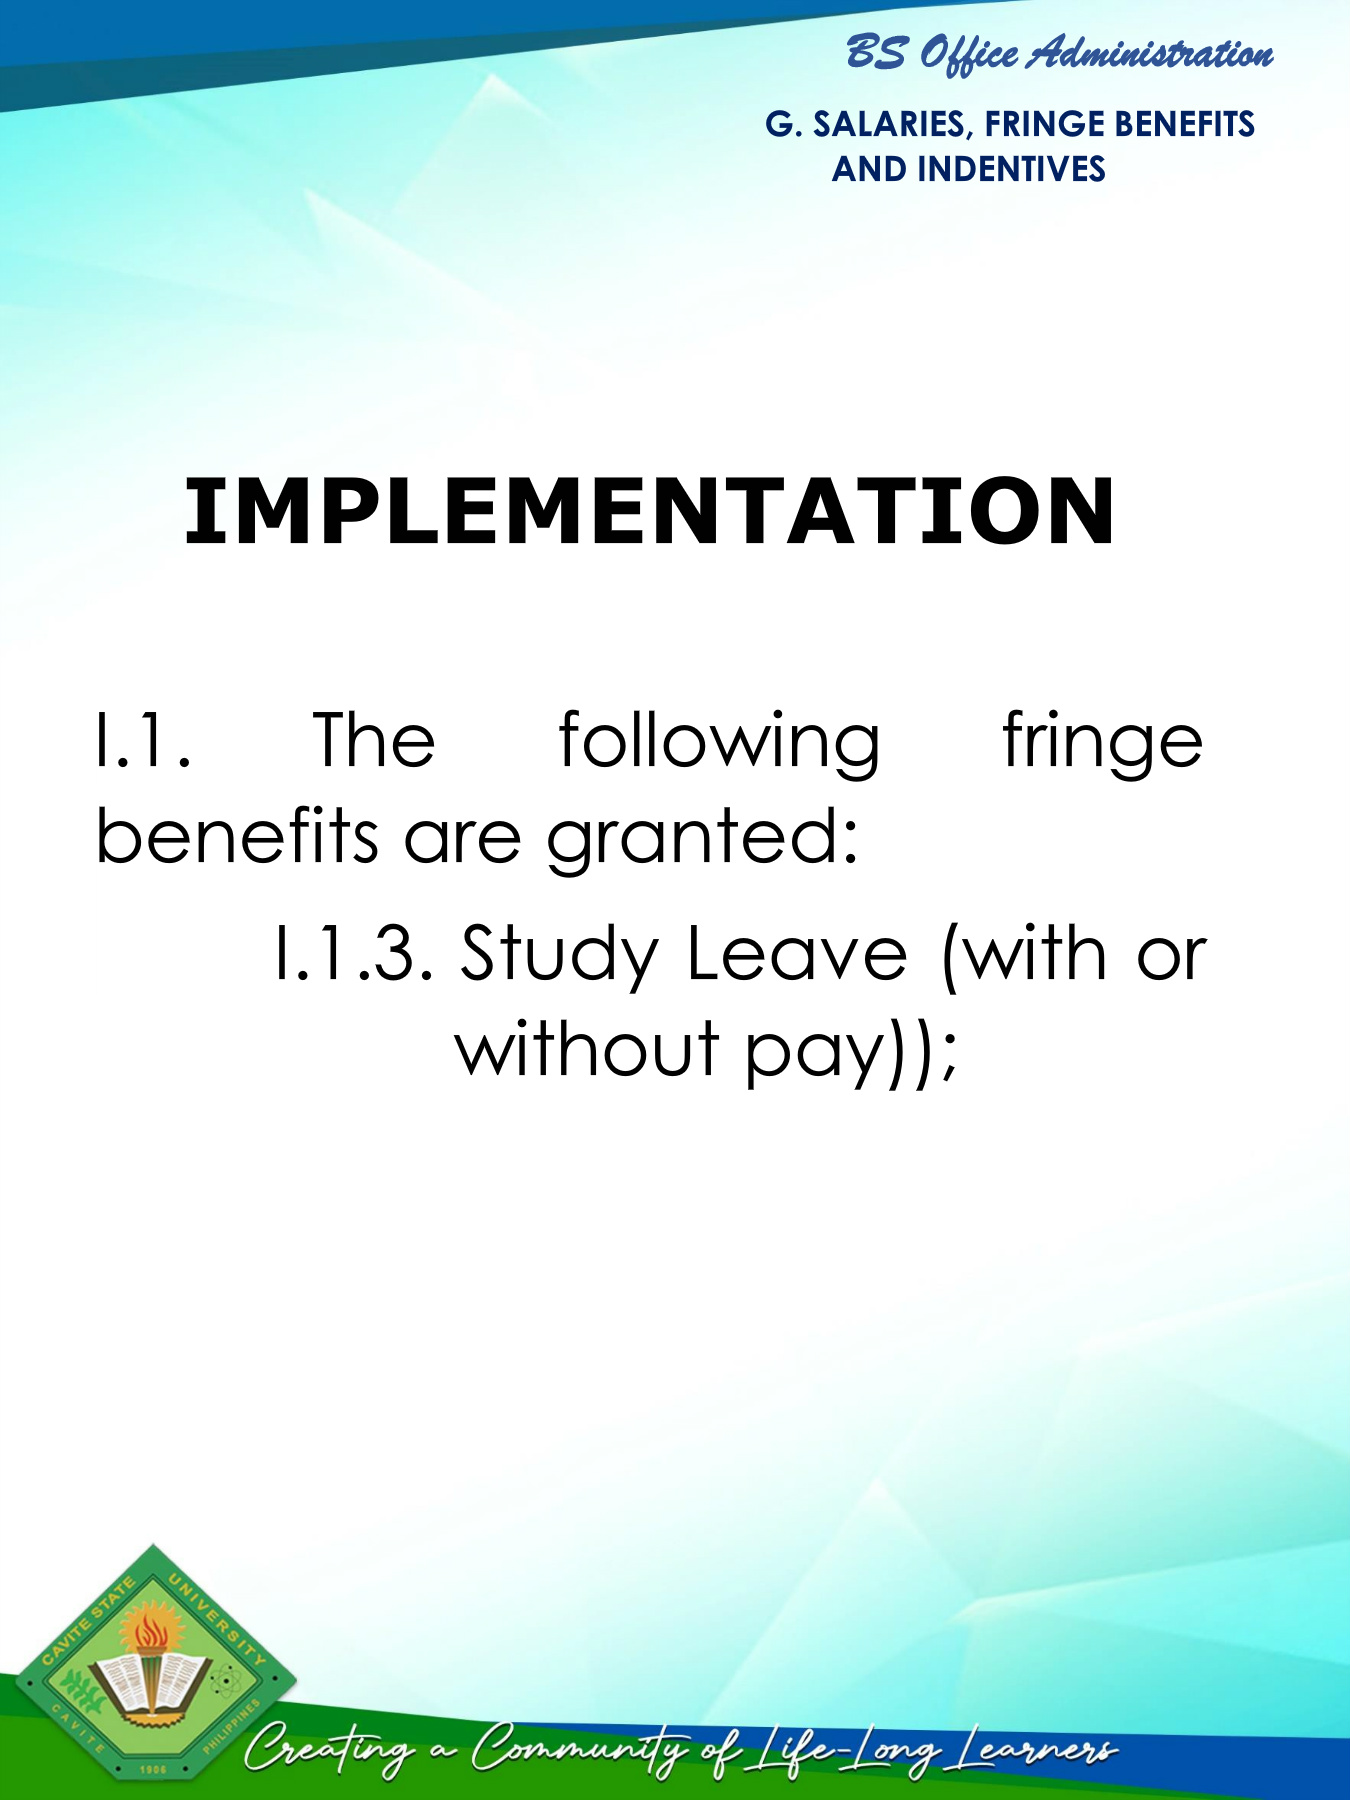 BS Office Administration
G. SALARIES, FRINGE BENEFITS
AND INDENTIVES
IMPLEMENTATION
I.1. The following fringe
benefits are granted:
I.1.3. Study Leave (with or
without pay));
CAVITE STATE UNIVERSITY
CAVITE PHILIPPINES
1906
Creating a Community of Life-Long Learners